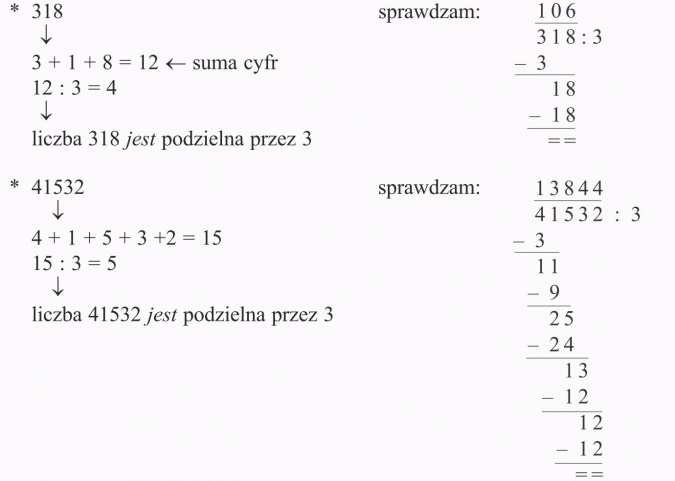 * 318
↓
3 + 1 + 8 = 12 ← suma cyfr
12 : 3 = 4
↓
liczba 318 jest podzielna przez 3
sprawdzam:
106
318:3
– 3
18
– 18
==
* 41532
↓
4 + 1 + 5 + 3 +2 = 15
15 : 3 = 5
↓
liczba 41532 jest podzielna przez 3
sprawdzam:
13844
41532 : 3
– 3
11
– 9
25
– 24
13
– 12
12
– 12
==